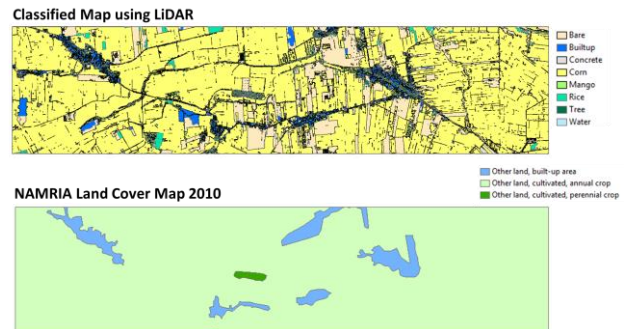 Classified Map using LiDAR
Bare
Builtup
Concrete
Corn
Mango
Rice
Tree
Water
Other land, built-up area
Other land, cultivated, annual crop
Other land, cultivated, perennial crop
NAMRIA Land Cover Map 2010